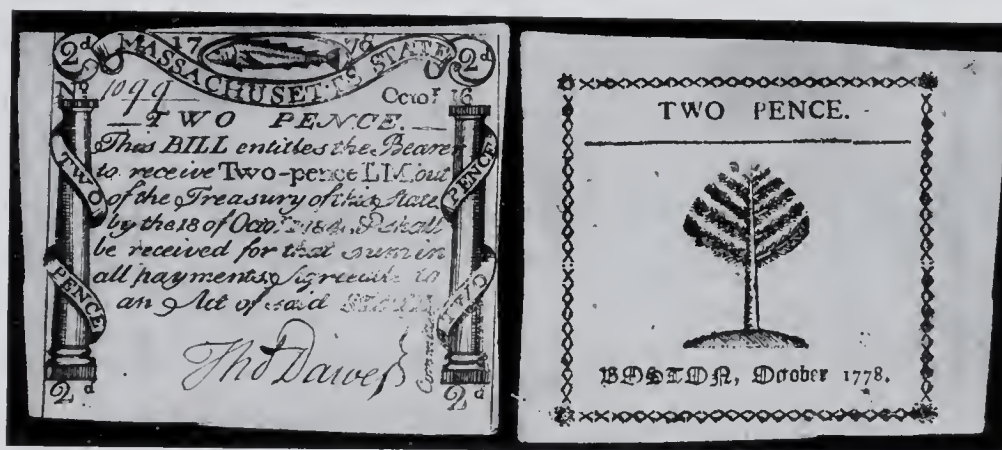 2d 17 78 2d
MASSACHUSETTS STATE
No 1099 Octor 16
TWO PENCE.
This BILL entitles the Bearer
to receive Two-pence LM. out
of the Treasury of this State
by the 18 of Octor 1784, & shall
be received for that sum in
all payments, Agreeable to
an Act of said
TWO
PENCE
PENCE
TWO
Thos Dawes
2d 2d
TWO PENCE.
BOSTON, October 1778.